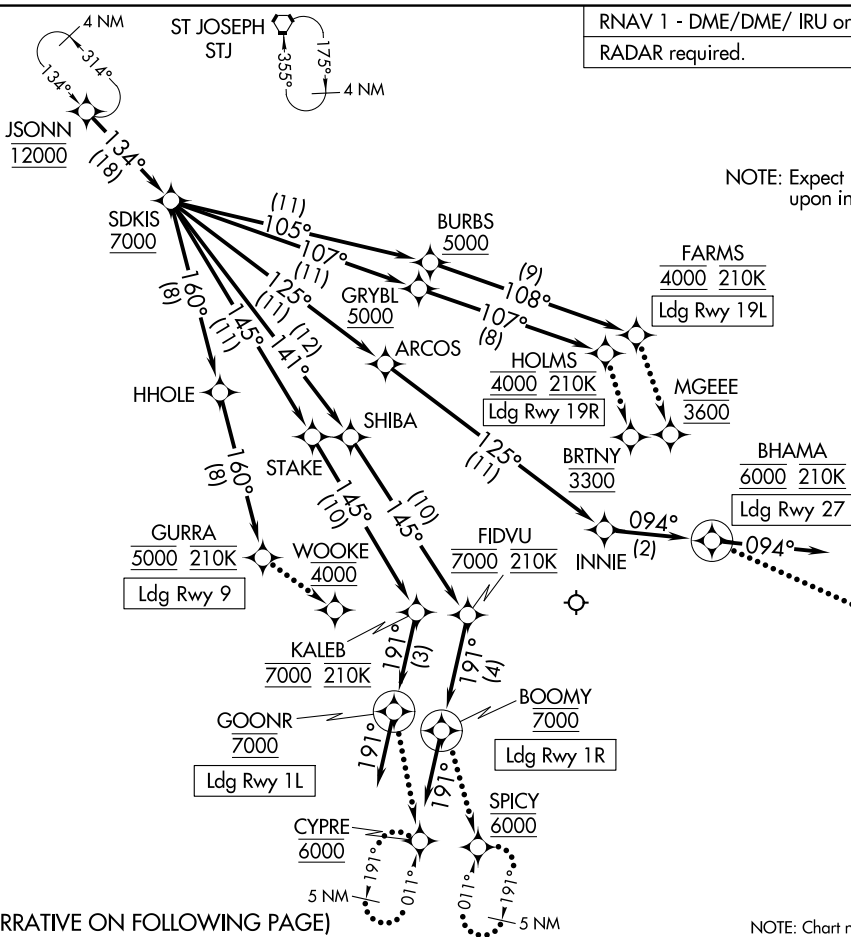 RNAV 1 - DME/DME/ IRU or
RADAR required.
4 NM
314°
134°
ST JOSEPH
STJ
355°
175°
4 NM
JSONN
12000
134°
(18)
NOTE: Expect
upon in
SDKIS
7000
(11)
105°
107°
(11)
BURBS
5000
GRYBL
5000
(9)
108°
107°
(8)
FARMS
4000 210K
Ldg Rwy 19L
160°
(8)
145°
(11)
(11)
141°
(12)
125°
ARCOS
HOLMS
4000 210K
Ldg Rwy 19R
MGEEE
3600
HHOLE
SHIBA
STAKE
125°
(11)
BRTNY
3300
BHAMA
6000 210K
Ldg Rwy 27
160°
(8)
145°
(10)
(10)
145°
GURRA
5000 210K
Ldg Rwy 9
WOOKE
4000
FIDVU
7000 210K
INNIE
094°
(2)
094°
KALEB
7000 210K
191°
(3)
191°
(4)
GOONR
7000
Ldg Rwy 1L
191°
BOOMY
7000
Ldg Rwy 1R
191°
CYPRE
6000
SPICY
6000
191°
011°
5 NM
011°
191°
5 NM
RRATIVE ON FOLLOWING PAGE)
NOTE: Chart n